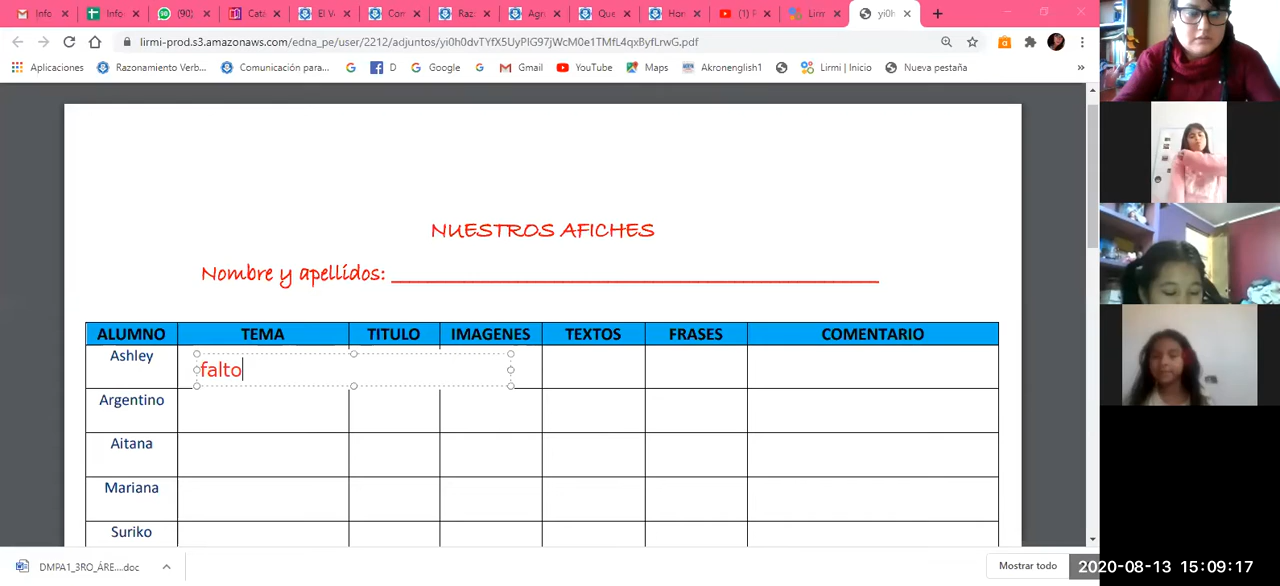 Info
Info
(90)
Catá
El V
Com
Raz
Agr
Que
Hor
(1) F
Lirm
yi0h
lirmi-prod.s3.amazonaws.com/edna_pe/user/2212/adjuntos/yi0h0dvTYfX5UyPIG97jWcM0e1TMfL4qxByfLrwG.pdf
Aplicaciones
Razonamiento Verb...
Comunicación para...
D
Google
Gmail
YouTube
Maps
Akronenglish1
Lirmi | Inicio
Nueva pestaña
»
NUESTROS AFICHES
Nombre y apellidos:
ALUMNO TEMA TITULO IMAGENES TEXTOS FRASES COMENTARIO
Ashley falto
Argentino
Aitana
Mariana
Suriko
DMPA1_3RO_ÁRE....doc
Mostrar todo
2020-08-13 15:09:17